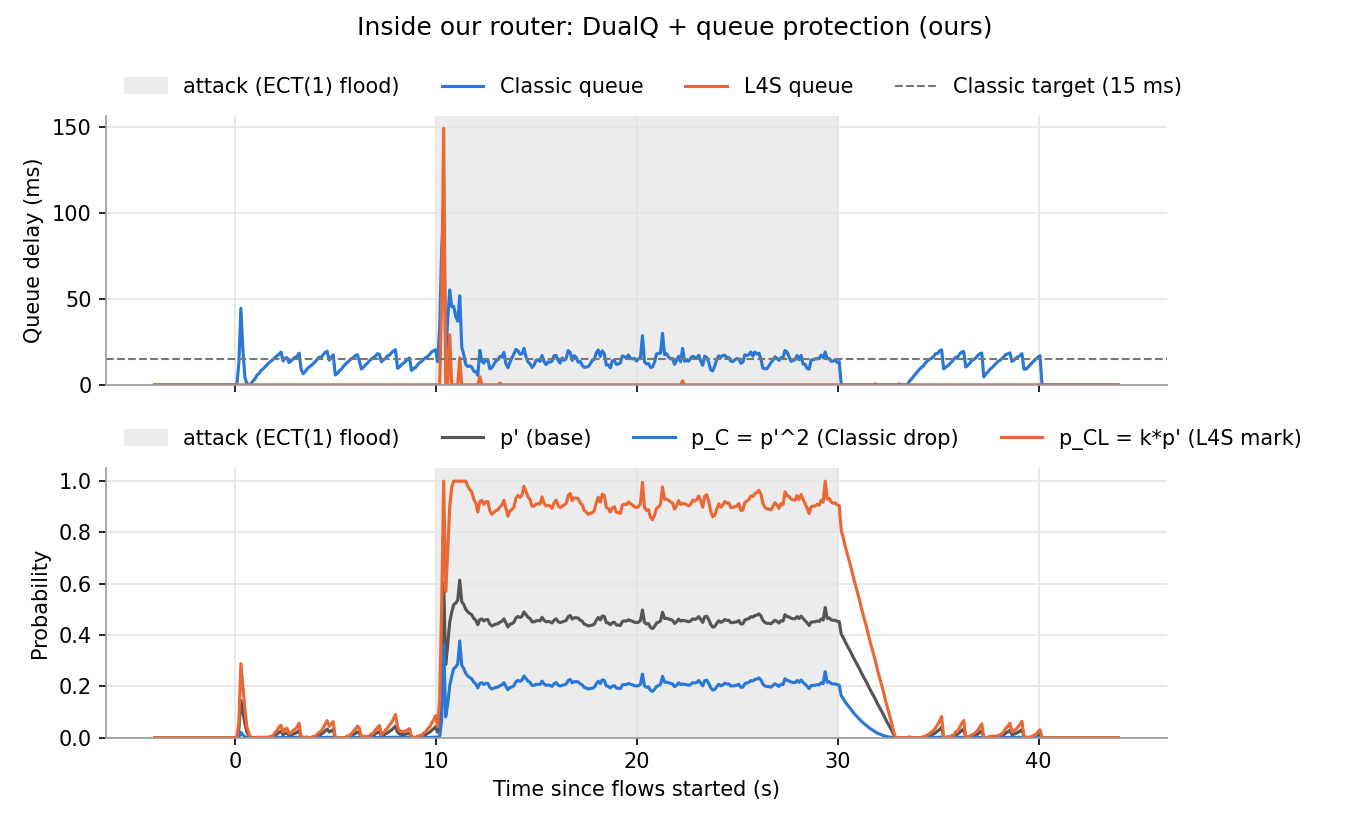 Inside our router: DualQ + queue protection (ours)
attack (ECT(1) flood) Classic queue L4S queue Classic target (15 ms)
Queue delay (ms)
150
100
50
0
attack (ECT(1) flood) p' (base) p_C = p'^2 (Classic drop) p_CL = k*p' (L4S mark)
Probability
1.0
0.8
0.6
0.4
0.2
0.0
0 10 20 30 40
Time since flows started (s)